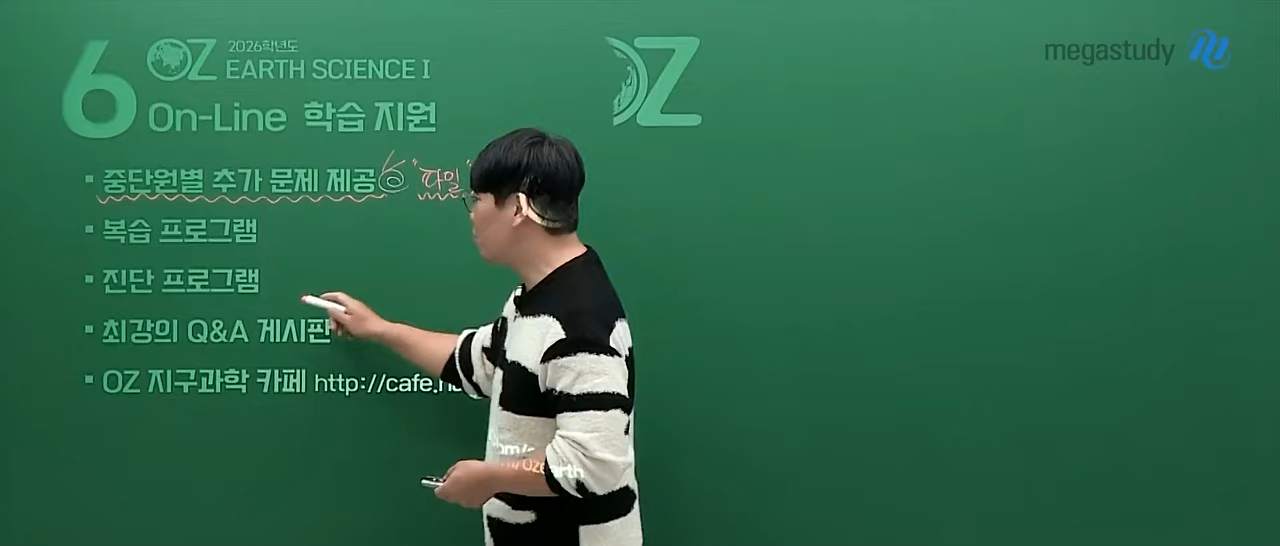 6
OZ 2026학년도
EARTH SCIENCE I
On-Line 학습 지원
OZ
megastudy
▪ 중단원별 추가 문제 제공 "파일"
▪ 복습 프로그램
▪ 진단 프로그램
▪ 최강의 Q&A 게시판
▪ OZ 지구과학 카페 http://cafe.